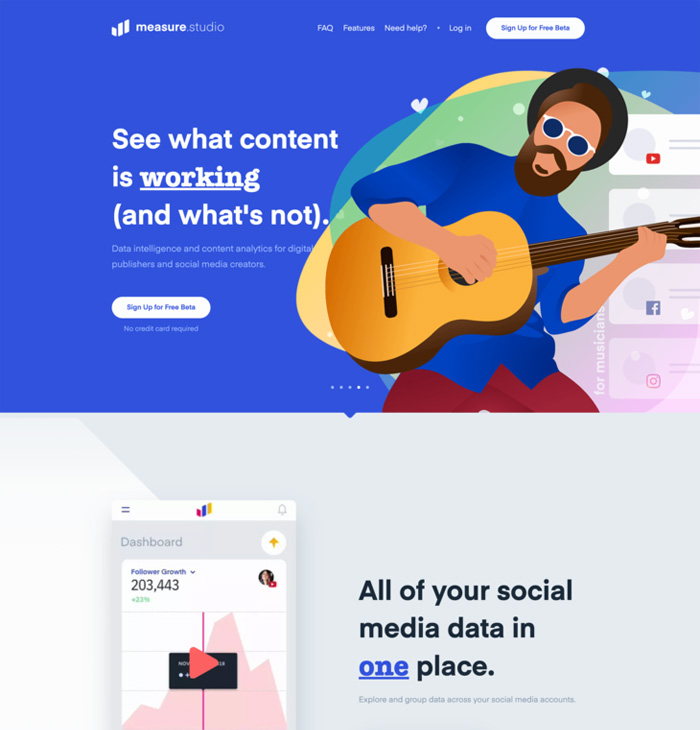 measure.studio
FAQ Features Need help? • Log in Sign Up for Free Beta
See what content
is working
(and what's not).
Data intelligence and content analytics for digital
publishers and social media creators.
Sign Up for Free Beta
No credit card required
for musicians
Dashboard
Follower Growth
203,443
+23%
All of your social
media data in
one place.
Explore and group data across your social media accounts.